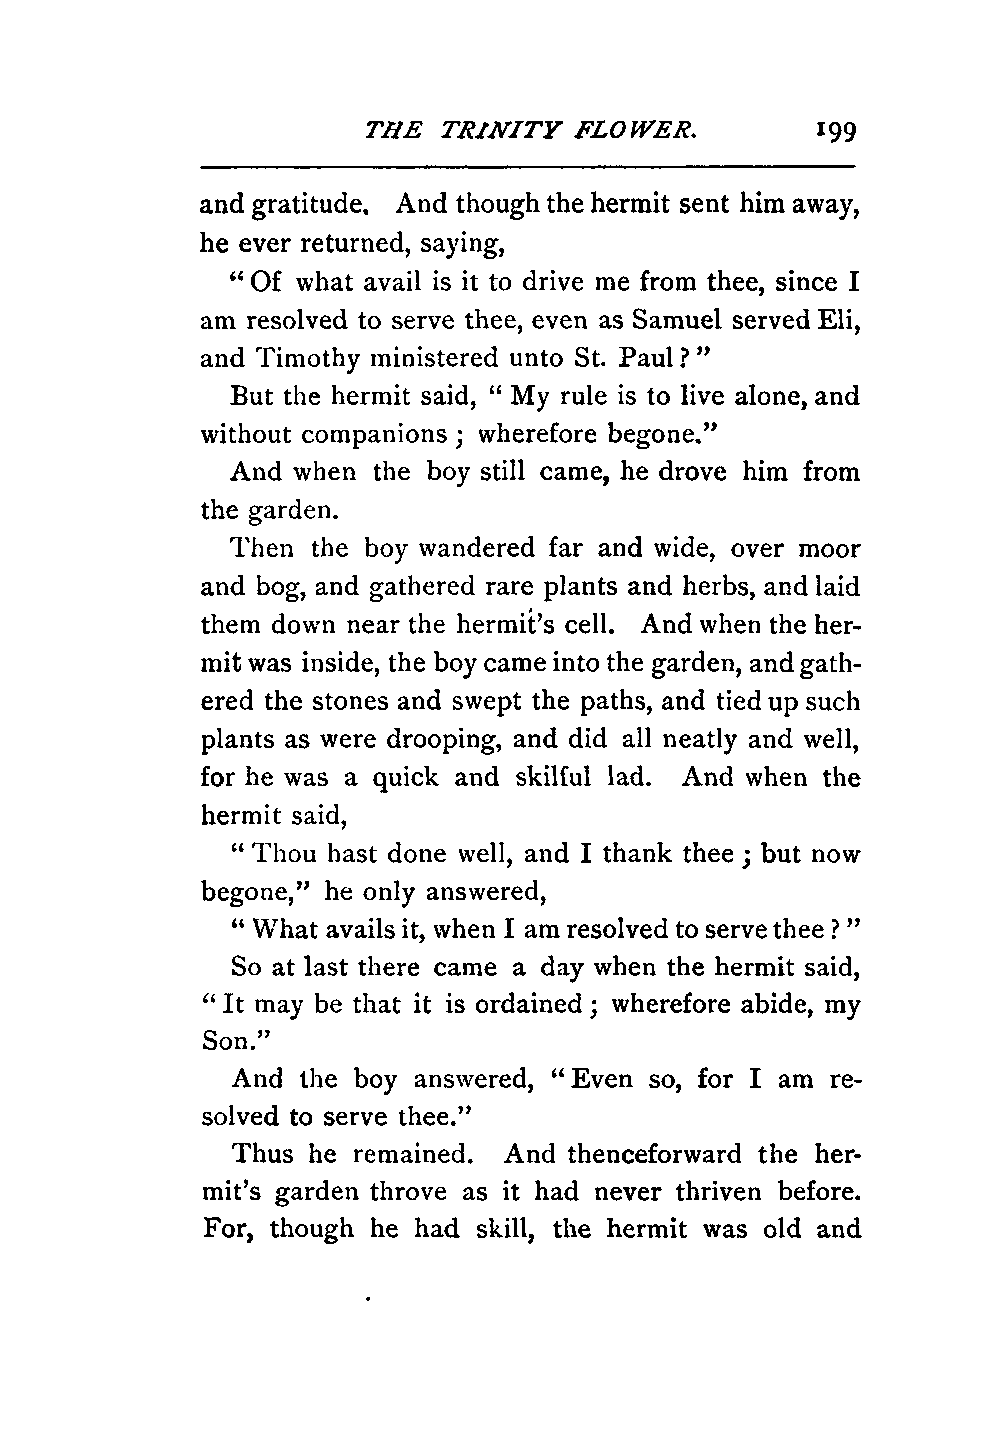 THE TRINITY FLOWER. 199
and gratitude. And though the hermit sent him away,
he ever returned, saying,
“ Of what avail is it to drive me from thee, since I
am resolved to serve thee, even as Samuel served Eli,
and Timothy ministered unto St. Paul ? ”
But the hermit said, “ My rule is to live alone, and
without companions ; wherefore begone.”
And when the boy still came, he drove him from
the garden.
Then the boy wandered far and wide, over moor
and bog, and gathered rare plants and herbs, and laid
them down near the hermit’s cell. And when the her-
mit was inside, the boy came into the garden, and gath-
ered the stones and swept the paths, and tied up such
plants as were drooping, and did all neatly and well,
for he was a quick and skilful lad. And when the
hermit said,
“ Thou hast done well, and I thank thee ; but now
begone,” he only answered,
“ What avails it, when I am resolved to serve thee ? ”
So at last there came a day when the hermit said,
“ It may be that it is ordained ; wherefore abide, my
Son.”
And the boy answered, “ Even so, for I am re-
solved to serve thee.”
Thus he remained. And thenceforward the her-
mit’s garden throve as it had never thriven before.
For, though he had skill, the hermit was old and